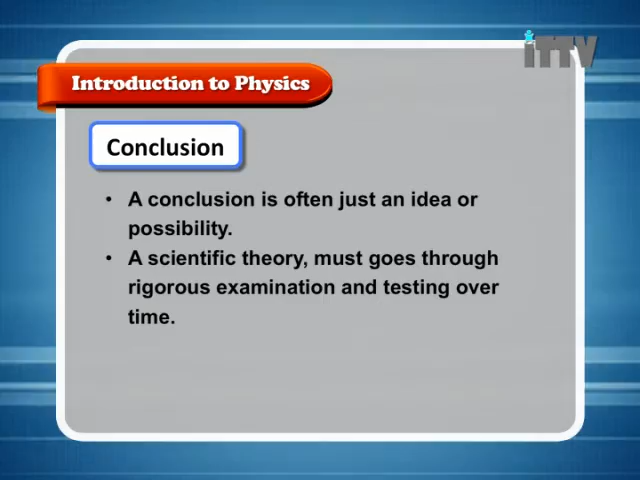 iTTV
Introduction to Physics
Conclusion
• A conclusion is often just an idea or
possibility.
• A scientific theory, must goes through
rigorous examination and testing over
time.